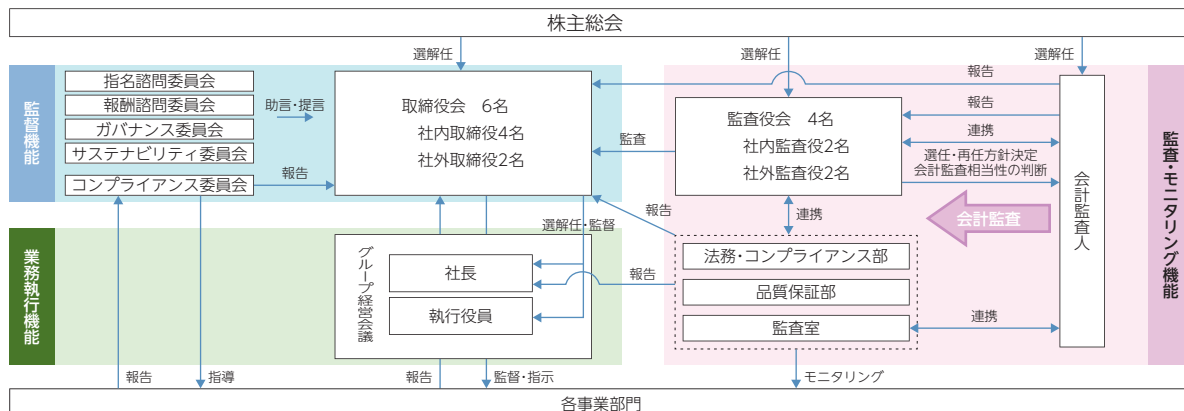 株主総会
選解任
選解任
選解任
監督機能
指名諮問委員会
報酬諮問委員会
ガバナンス委員会
サステナビリティ委員会
コンプライアンス委員会
助言・提言
報告
取締役会 6名
社内取締役4名
社外取締役2名
監査
監査役会 4名
社内監査役2名
社外監査役2名
報告
報告
連携
選任・再任方針決定
会計監査相当性の判断
会計監査人
監査・モニタリング機能
会計監査
連携
報告
業務執行機能
選解任・監督
グループ経営会議
社長
執行役員
報告
法務・コンプライアンス部
品質保証部
監査室
連携
報告
指導
報告
監督・指示
モニタリング
各事業部門